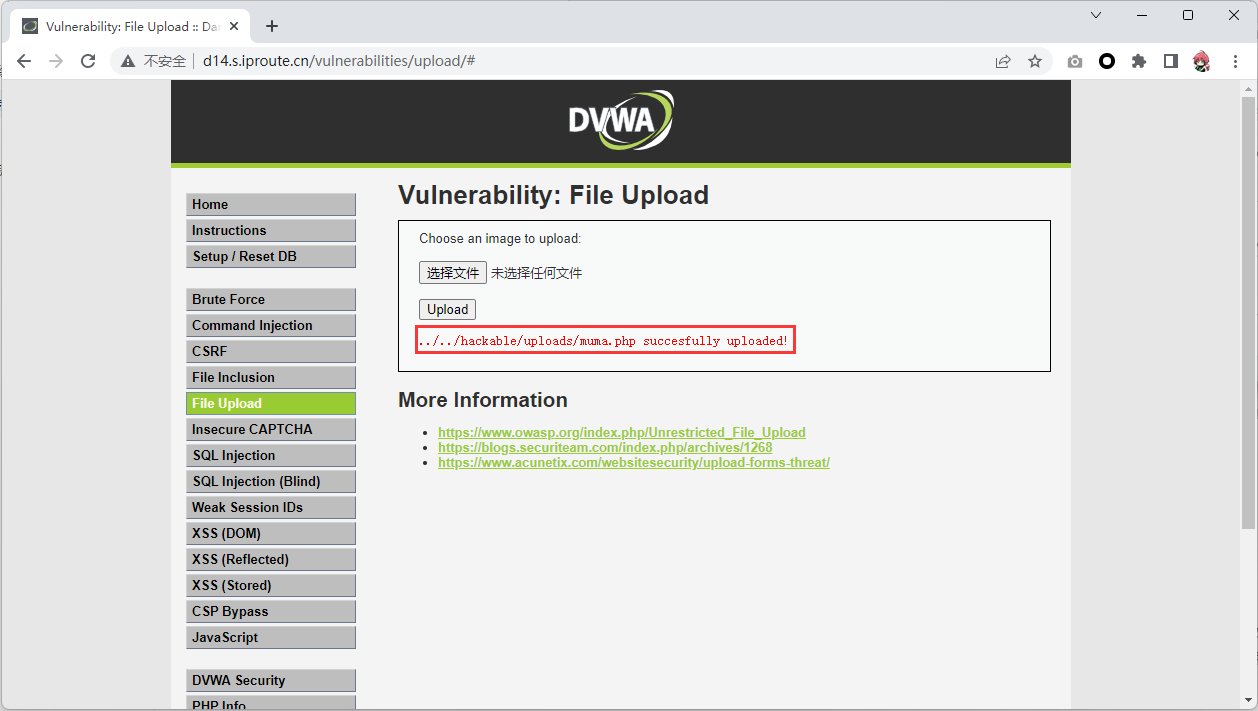 Vulnerability: File Upload :: Da
不安全 d14.s.iproute.cn/vulnerabilities/upload/#
DVWA
Home
Instructions
Setup / Reset DB
Brute Force
Command Injection
CSRF
File Inclusion
File Upload
Insecure CAPTCHA
SQL Injection
SQL Injection (Blind)
Weak Session IDs
XSS (DOM)
XSS (Reflected)
XSS (Stored)
CSP Bypass
JavaScript
DVWA Security
PHP Info
Vulnerability: File Upload
Choose an image to upload:
选择文件 未选择任何文件
Upload
../../hackable/uploads/muma.php succesfully uploaded!
More Information
https://www.owasp.org/index.php/Unrestricted_File_Upload
https://blogs.securiteam.com/index.php/archives/1268
https://www.acunetix.com/websitesecurity/upload-forms-threat/